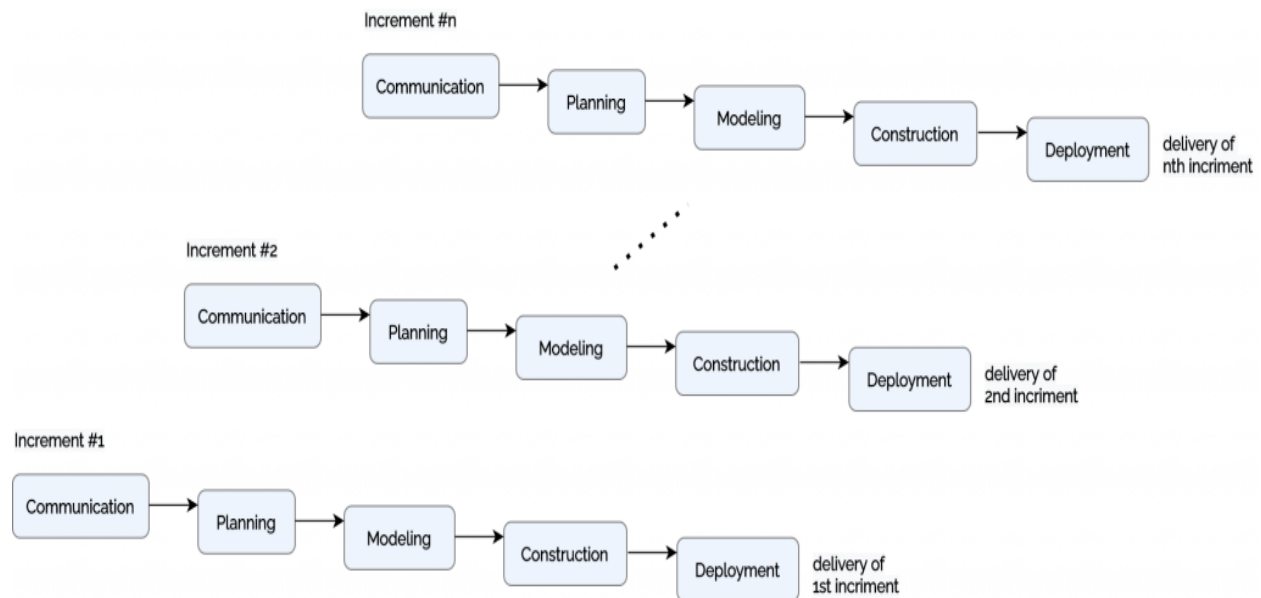 Increment #n
Communication
Planning
Modeling
Construction
Deployment
delivery of
nth incriment
Increment #2
Communication
Planning
Modeling
Construction
Deployment
delivery of
2nd incriment
Increment #1
Communication
Planning
Modeling
Construction
Deployment
delivery of
1st incriment